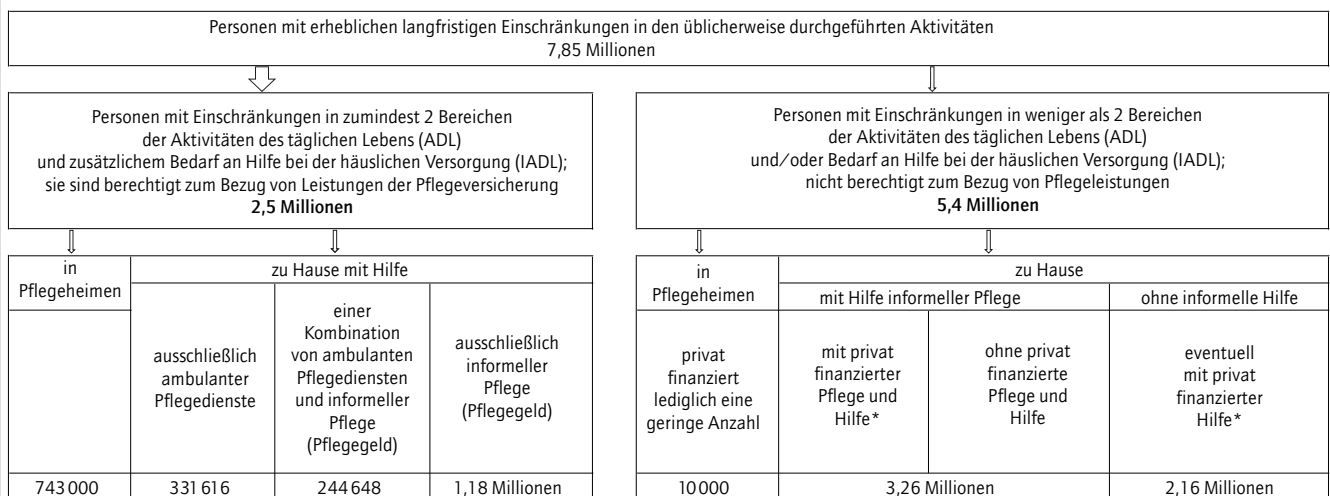 Personen mit erheblichen langfristigen Einschränkungen in den üblicherweise durchgeführten Aktivitäten
7,85 Millionen
Personen mit Einschränkungen in zumindest 2 Bereichen
der Aktivitäten des täglichen Lebens (ADL)
und zusätzlichem Bedarf an Hilfe bei der häuslichen Versorgung (IADL);
sie sind berechtigt zum Bezug von Leistungen der Pflegeversicherung
2,5 Millionen
Personen mit Einschränkungen in weniger als 2 Bereichen
der Aktivitäten des täglichen Lebens (ADL)
und/oder Bedarf an Hilfe bei der häuslichen Versorgung (IADL);
nicht berechtigt zum Bezug von Pflegeleistungen
5,4 Millionen
in
Pflegeheimen
zu Hause mit Hilfe
ausschließlich
ambulanter
Pflegedienste
einer
Kombination
von ambulanten
Pflegediensten
und informeller
Pflege
(Pflegegeld)
ausschließlich
informeller
Pflege
(Pflegegeld)
743 000
331 616
244 648
1,18 Millionen
in
Pflegeheimen
zu Hause
mit Hilfe informeller Pflege
ohne informelle Hilfe
privat
finanziert
lediglich eine
geringe Anzahl
mit privat
finanzierter
Pflege und
Hilfe*
ohne privat
finanzierte
Pflege und
Hilfe
eventuell
mit privat
finanzierter
Hilfe*
10 000
3,26 Millionen
2,16 Millionen